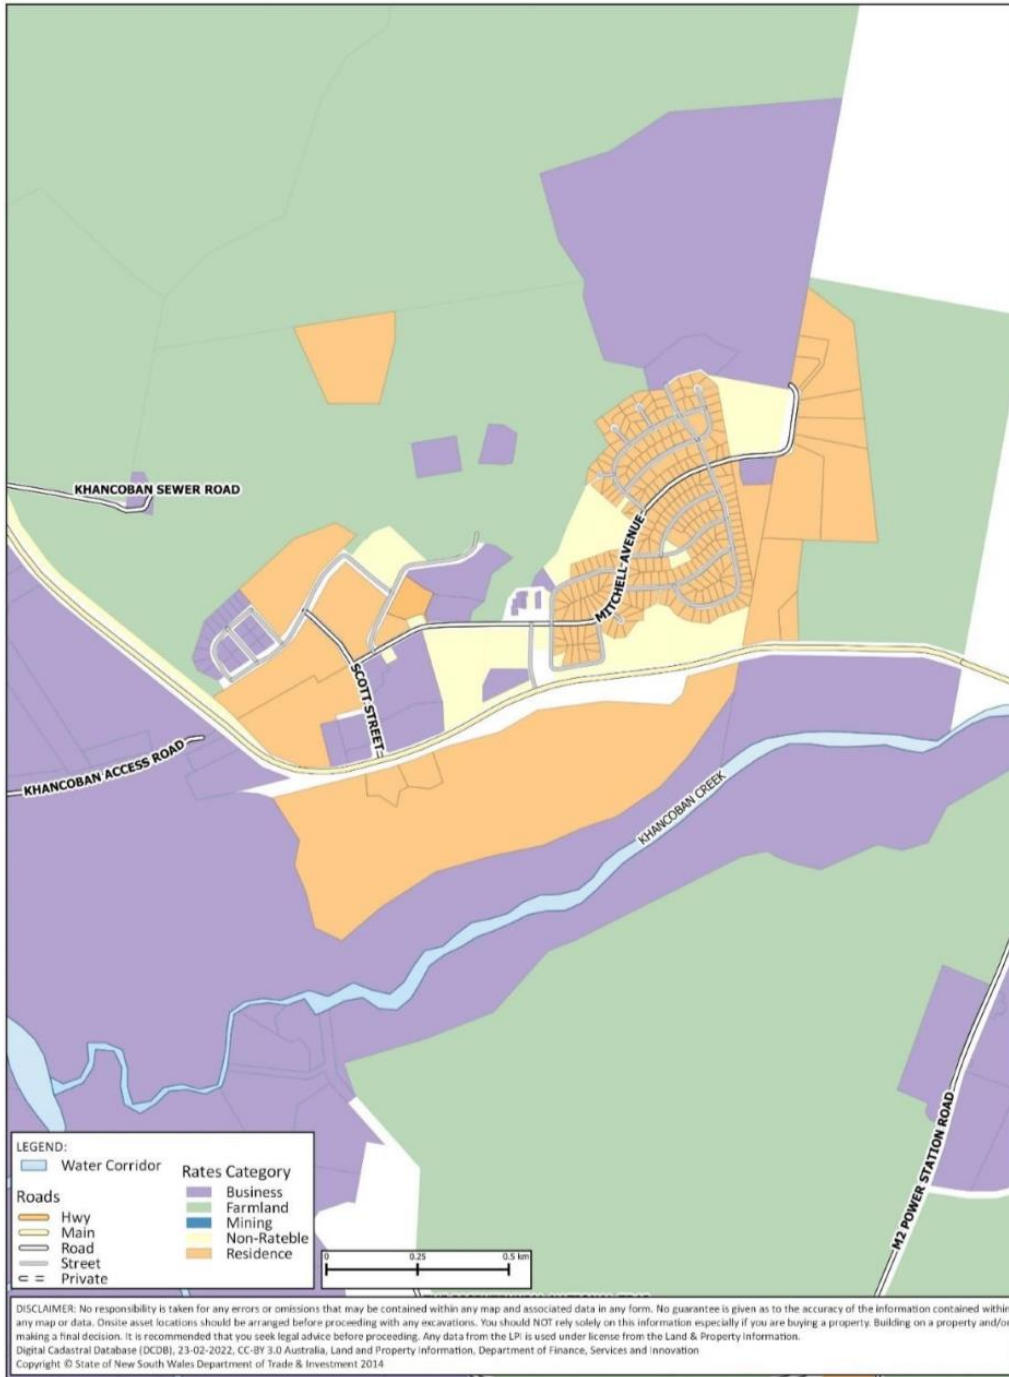 KHANCOBAN SEWER ROAD
MITCHELL AVENUE
SCOTT STREET
KHANCOBAN ACCESS ROAD
KHANCOBAN CREEK
M2 POWER STATION ROAD
LEGEND:
Water Corridor
Roads
Hwy
Main
Road
Street
Private
Rates Category
Business
Farmland
Mining
Non-Rateble
Residence
0 0.25 0.5 km
DISCLAIMER: No responsibility is taken for any errors or omissions that may be contained within any map and associated data in any form. No guarantee is given as to the accuracy of the information contained within
any map or data. Onsite asset locations should be arranged before proceeding with any excavations. You should NOT rely solely on this information especially if you are buying a property. Building on a property and/or
making a final decision. It is recommended that you seek legal advice before proceeding. Any data from the LPI is used under license from the Land & Property Information.
Digital Cadastral Database (DCDB), 23-02-2022, CC-BY 3.0 Australia, Land and Property Information, Department of Finance, Services and Innovation
Copyright © State of New South Wales Department of Trade & Investment 2014